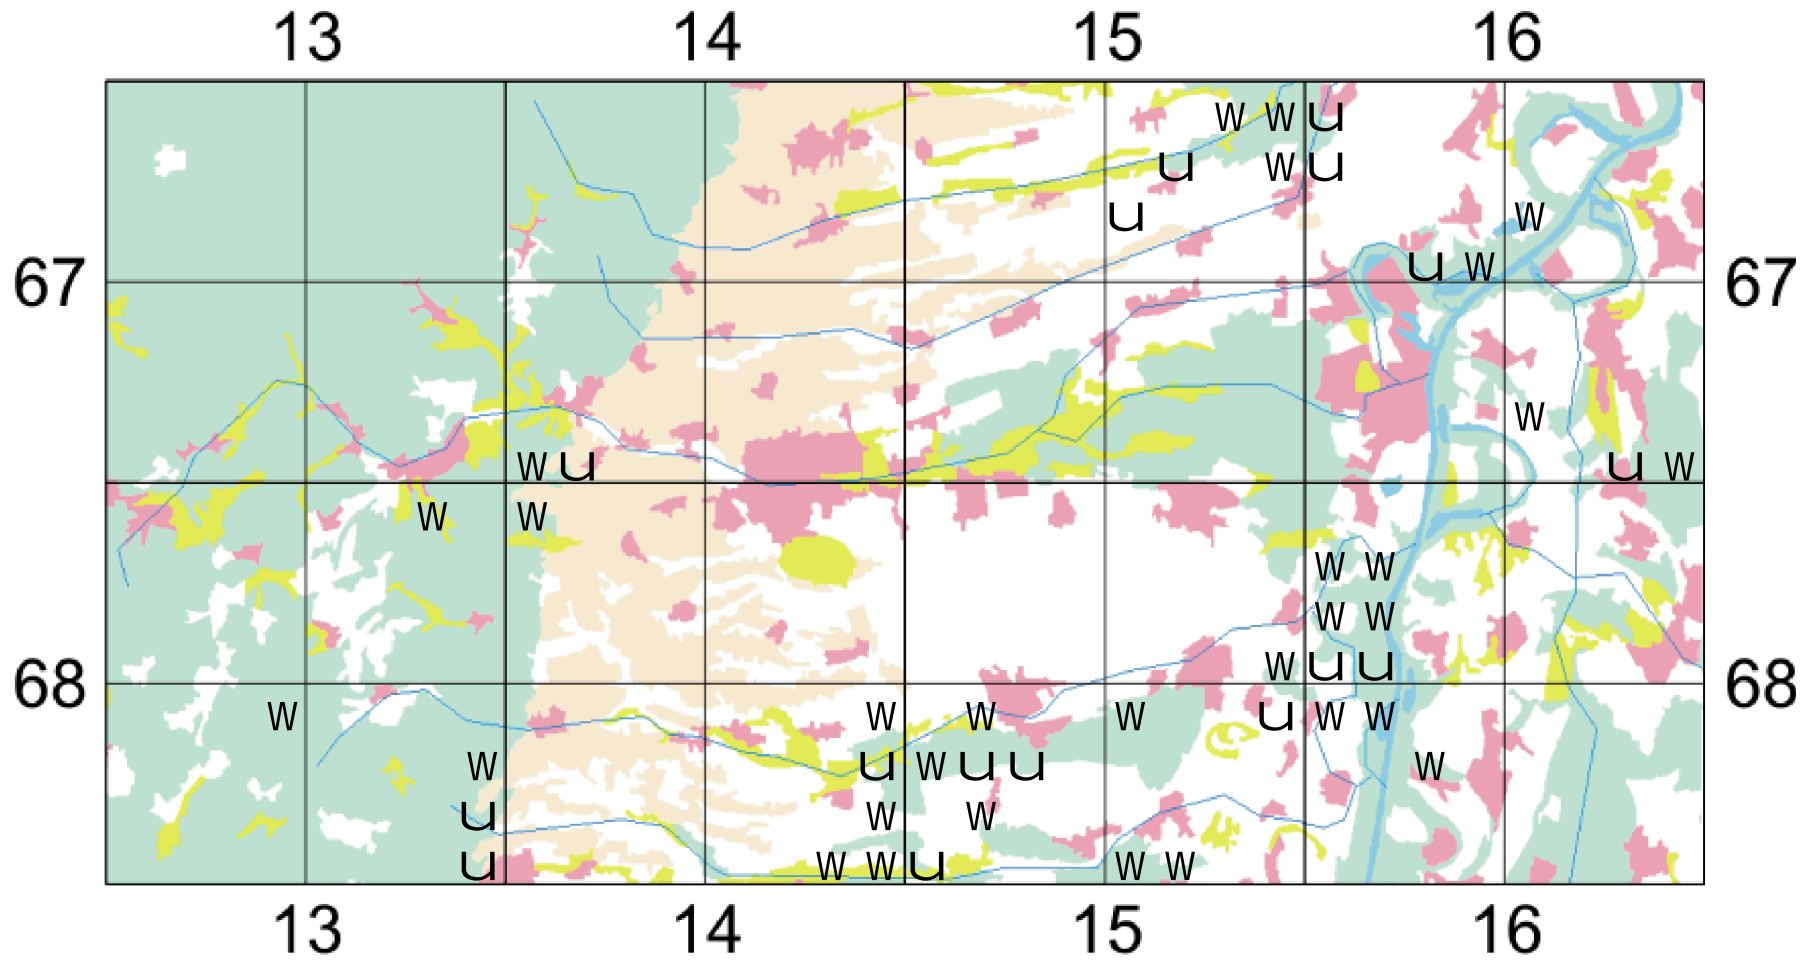 13 14 15 16
w w u
u w u
u w
67 u w 67
w
w u u w
w w
w w
w w
68 w u u 68
w w w w u w w
w u w u u w
u w w
u w w u w w
13 14 15 16